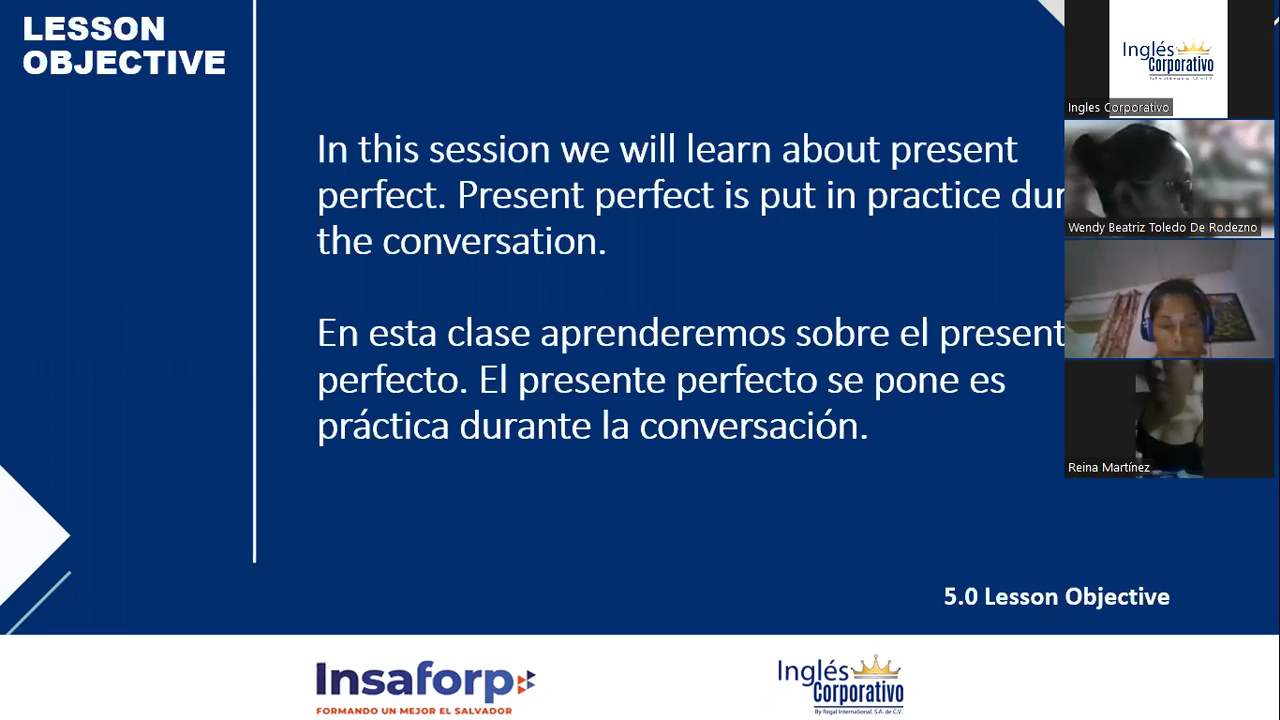 LESSON
OBJECTIVE
In this session we will learn about present
perfect. Present perfect is put in practice dur
the conversation.
En esta clase aprenderemos sobre el present
perfecto. El presente perfecto se pone es
práctica durante la conversación.
5.0 Lesson Objective
Insaforp
FORMANDO UN MEJOR EL SALVADOR
Inglés
Corporativo
By Regal International, S.A. de C.V.
Inglés
Corporativo
Ingles Corporativo
Wendy Beatriz Toledo De Rodezno
Reina Martínez